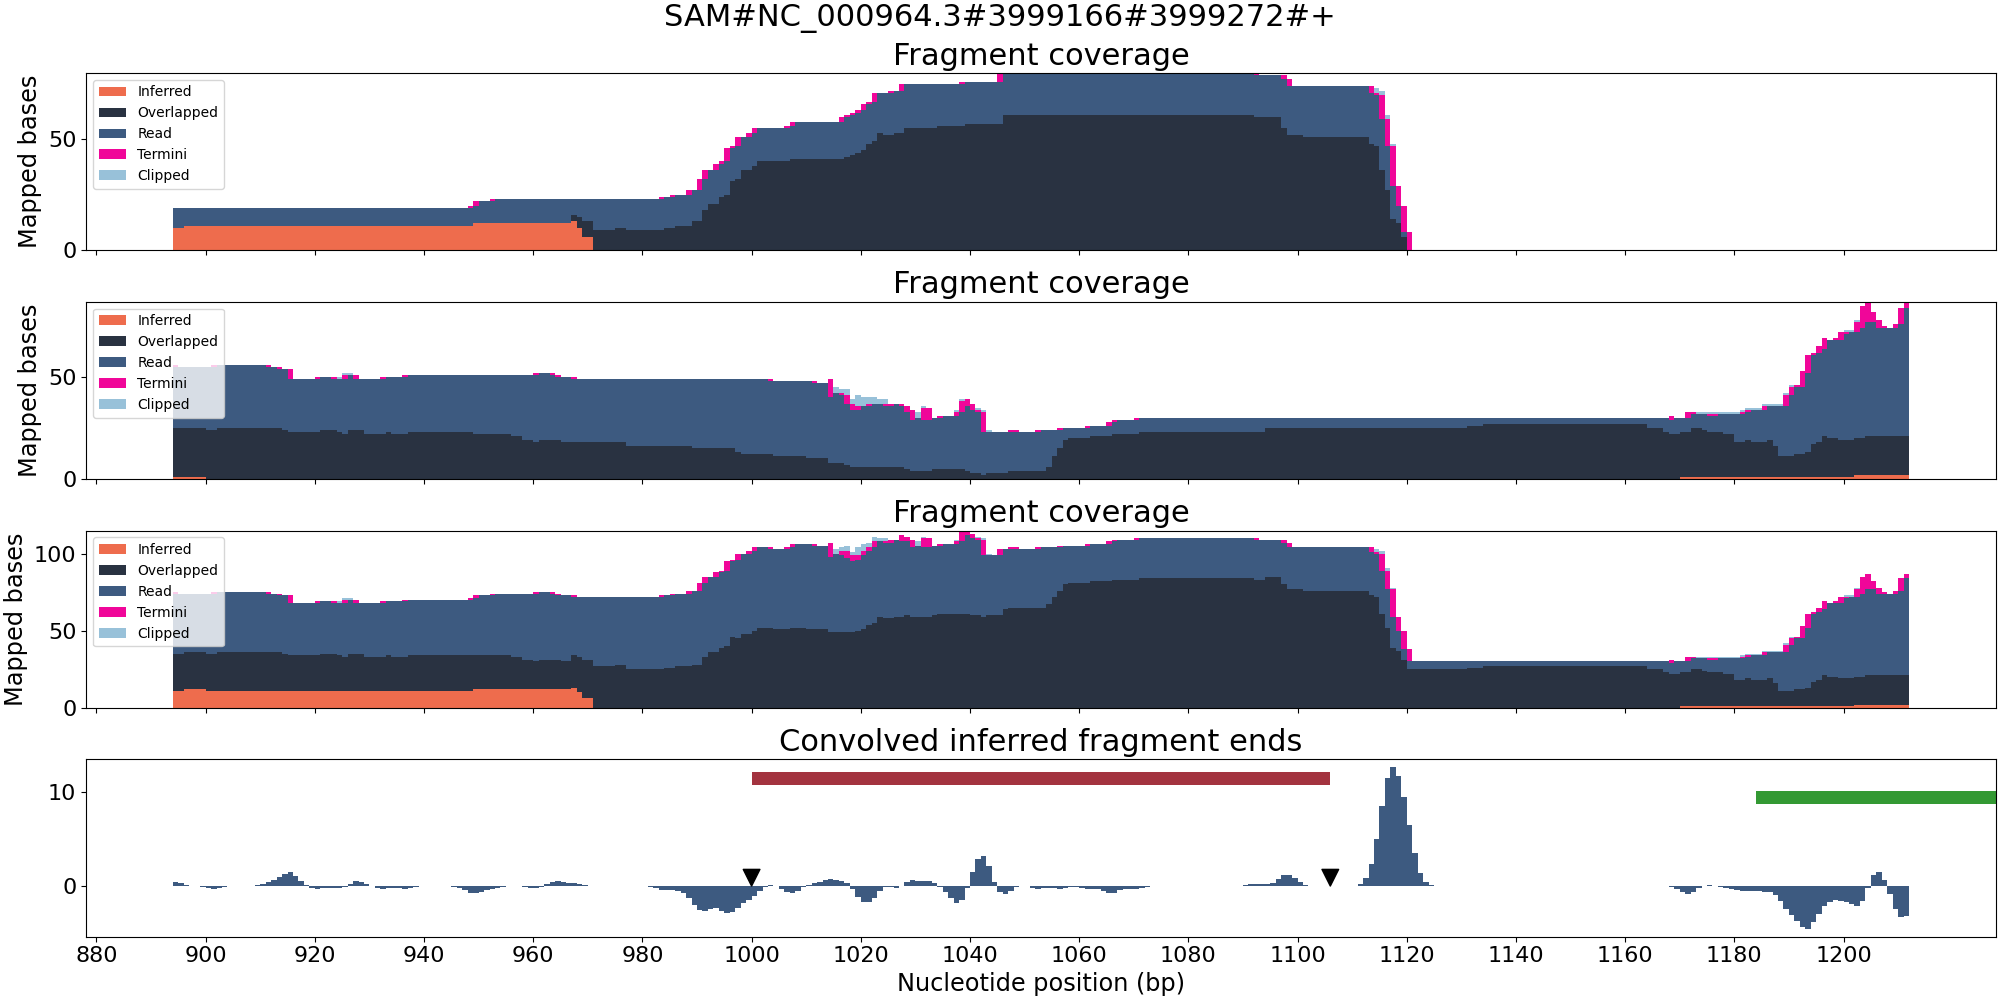 SAM#NC_000964.3#3999166#3999272#+
Fragment coverage
Mapped bases
50
0
Inferred
Overlapped
Read
Termini
Clipped
Fragment coverage
Mapped bases
50
0
Inferred
Overlapped
Read
Termini
Clipped
Fragment coverage
Mapped bases
100
50
0
Inferred
Overlapped
Read
Termini
Clipped
Convolved inferred fragment ends
10
0
880 900 920 940 960 980 1000 1020 1040 1060 1080 1100 1120 1140 1160 1180 1200
Nucleotide position (bp)